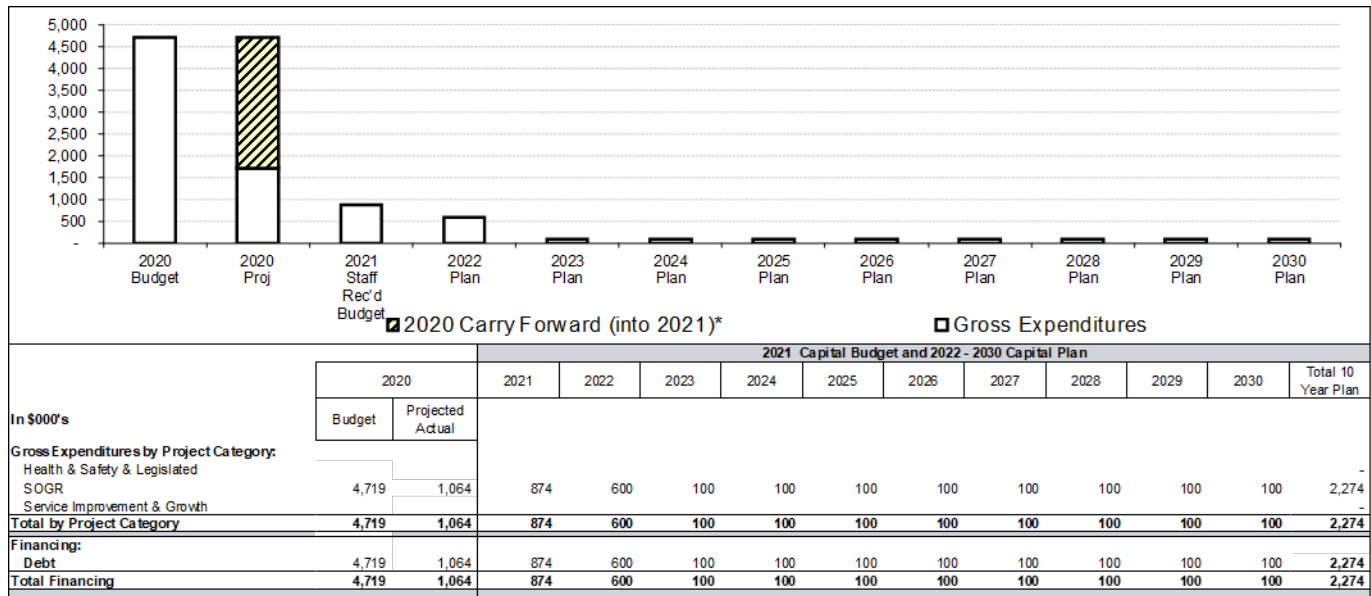 5,000
4,500
4,000
3,500
3,000
2,500
2,000
1,500
1,000
500
-
2020 2020 2021 2022 2023 2024 2025 2026 2027 2028 2029 2030
Budget Proj Staff Plan Plan Plan Plan Plan Plan Plan Plan Plan
Rec'd
Budget
2020 Carry Forward (into 2021)* Gross Expenditures
2021 Capital Budget and 2022 - 2030 Capital Plan
2020 2021 2022 2023 2024 2025 2026 2027 2028 2029 2030 Total 10
Year Plan
In $000's Budget Projected
Actual
Gross Expenditures by Project Category:
Health & Safety & Legislated -
SOGR 4,719 1,064 874 600 100 100 100 100 100 100 100 100 2,274
Service Improvement & Growth -
Total by Project Category 4,719 1,064 874 600 100 100 100 100 100 100 100 100 2,274
Financing:
Debt 4,719 1,064 874 600 100 100 100 100 100 100 100 100 2,274
Total Financing 4,719 1,064 874 600 100 100 100 100 100 100 100 100 2,274